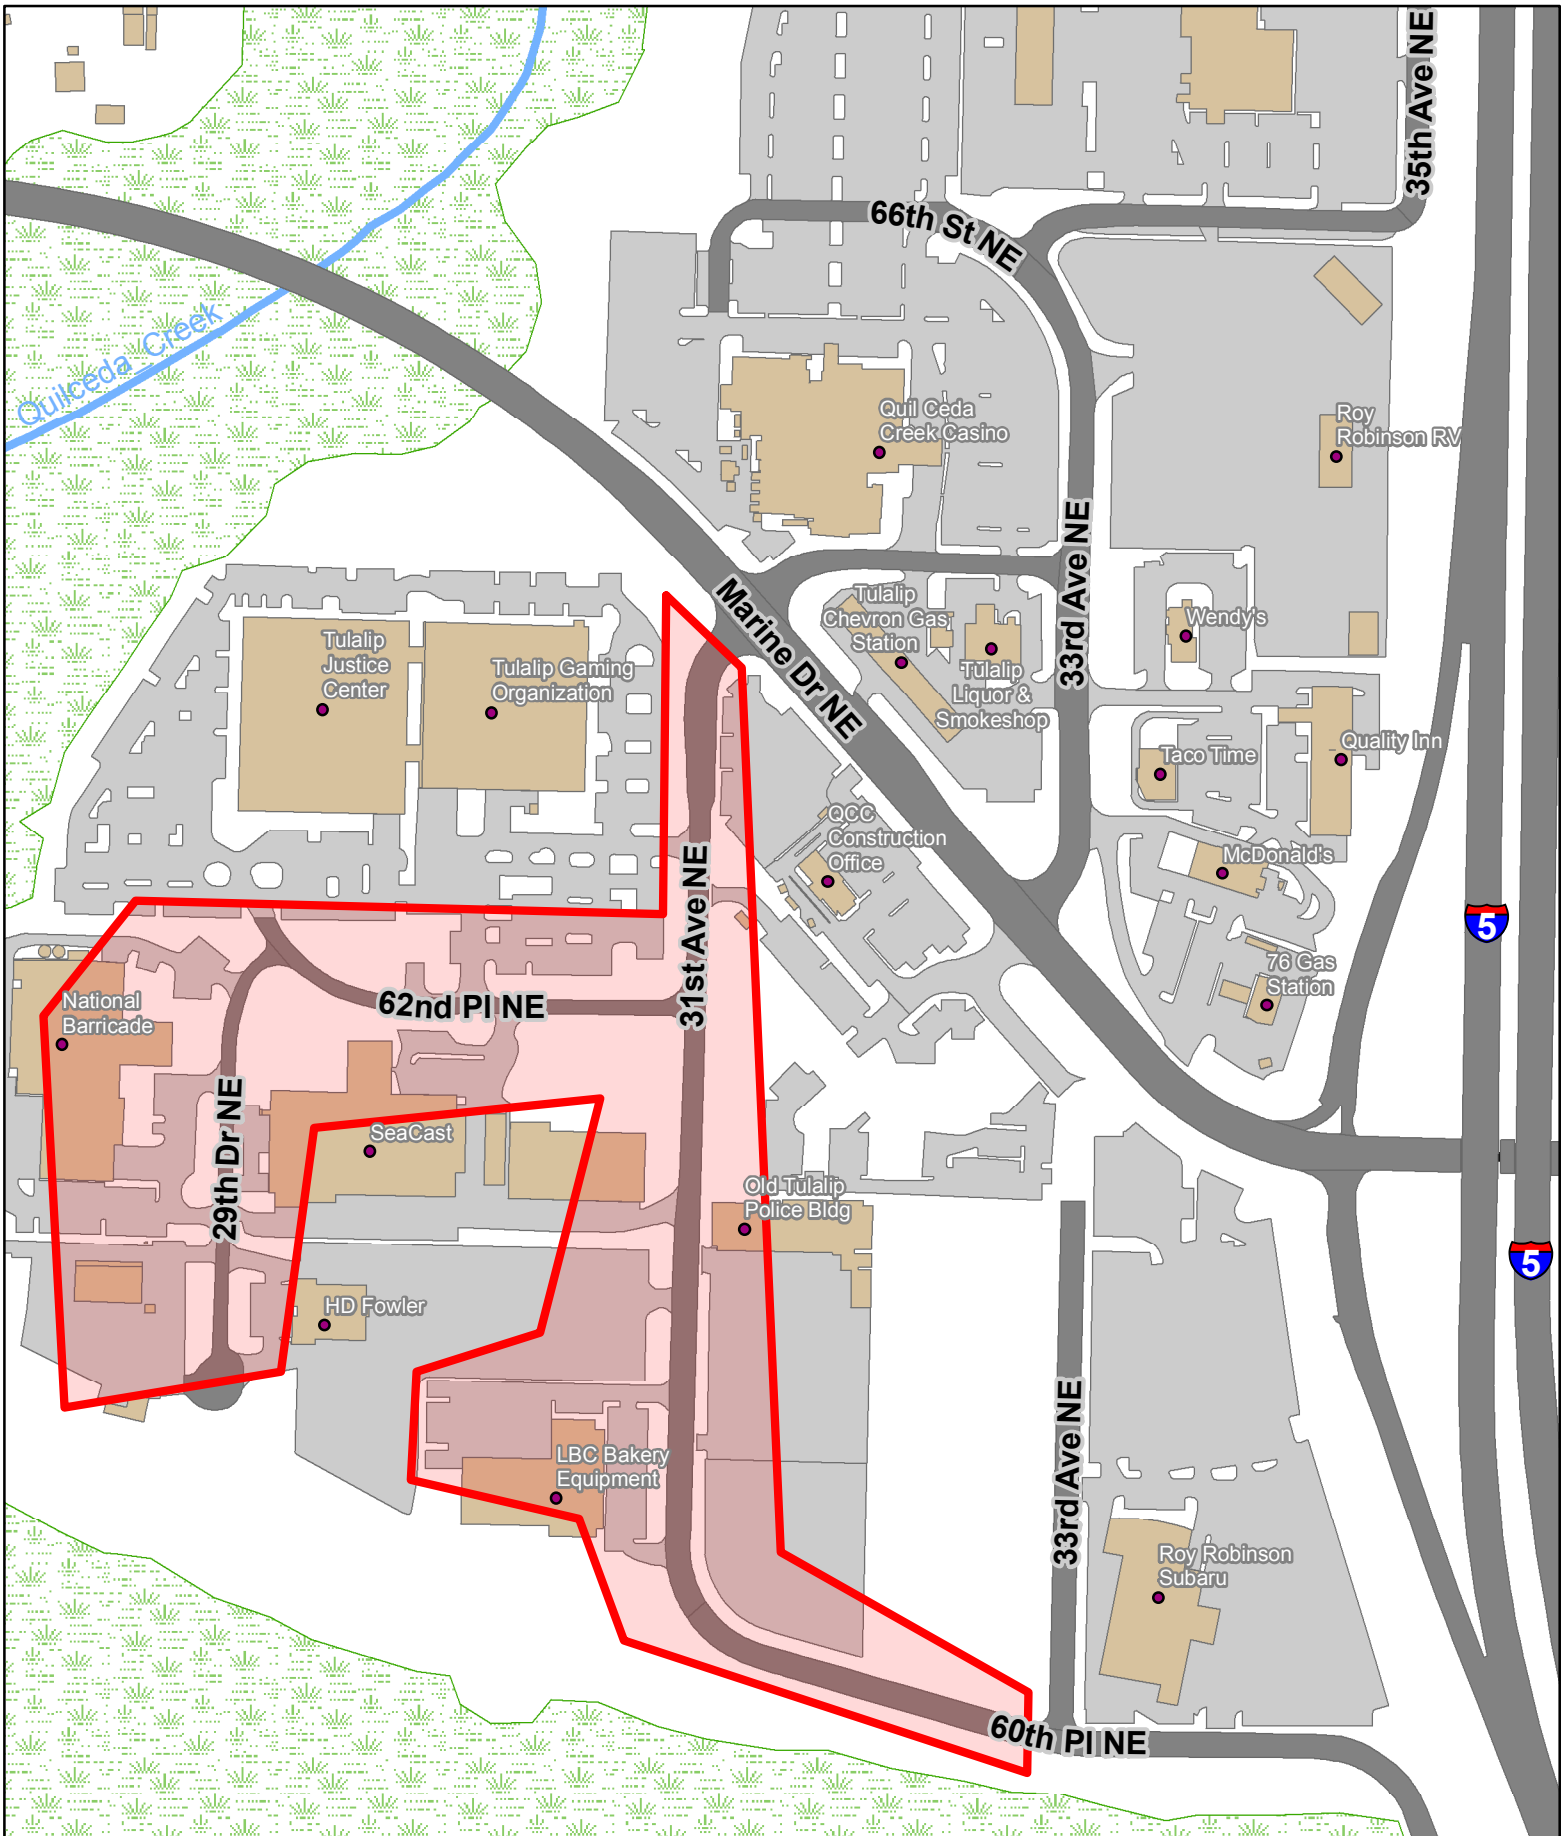 35th Ave NE
66th St NE
Quilceda_Creek
Quil Ceda
Creek Casino
Roy
Robinson RV
33rd Ave NE
Marine Dr NE
Tulalip
Chevron Gas
Station
Wendy's
Tulalip
Justice
Center
Tulalip Gaming
Organization
Tulalip
Liquor &
Smokeshop
Quality Inn
Taco Time
QCC
Construction
Office
McDonald's
31st Ave NE
5
76 Gas
Station
National
Barricade
62nd Pl NE
29th Dr NE
SeaCast
Old Tulalip
Police Bldg
5
HD Fowler
33rd Ave NE
LBC Bakery
Equipment
Roy Robinson
Subaru
60th Pl NE